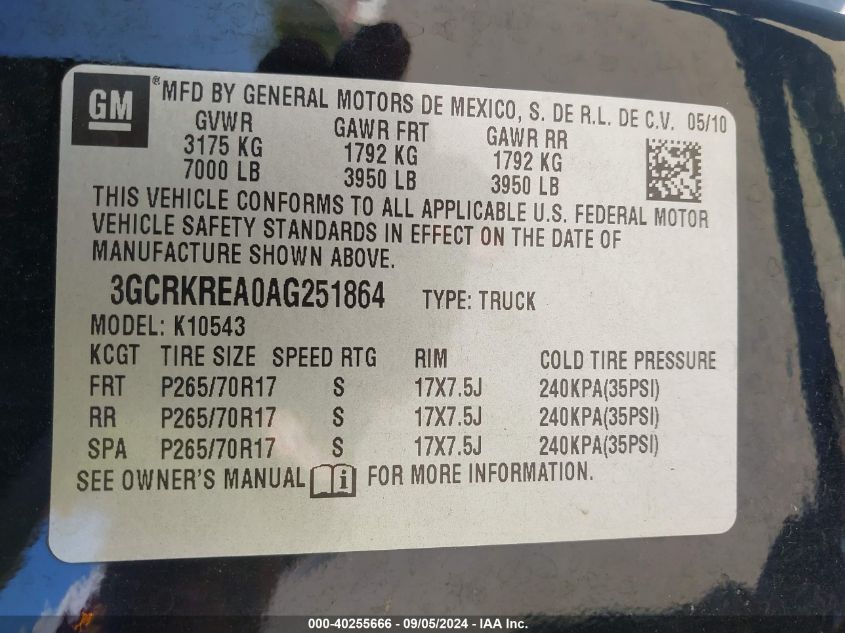 GM ® MFD BY GENERAL MOTORS DE MEXICO, S. DE R.L. DE C.V. 05/10
GVWR GAWR FRT GAWR RR
3175 KG 1792 KG 1792 KG
7000 LB 3950 LB 3950 LB
THIS VEHICLE CONFORMS TO ALL APPLICABLE U.S. FEDERAL MOTOR
VEHICLE SAFETY STANDARDS IN EFFECT ON THE DATE OF
MANUFACTURE SHOWN ABOVE.
3GCRKREA0AG251864 TYPE: TRUCK
MODEL: K10543
KCGT TIRE SIZE SPEED RTG RIM COLD TIRE PRESSURE
FRT P265/70R17 S 17X7.5J 240KPA(35PSI)
RR P265/70R17 S 17X7.5J 240KPA(35PSI)
SPA P265/70R17 S 17X7.5J 240KPA(35PSI)
SEE OWNER'S MANUAL i FOR MORE INFORMATION.
000-40255666 - 09/05/2024 - IAA Inc.